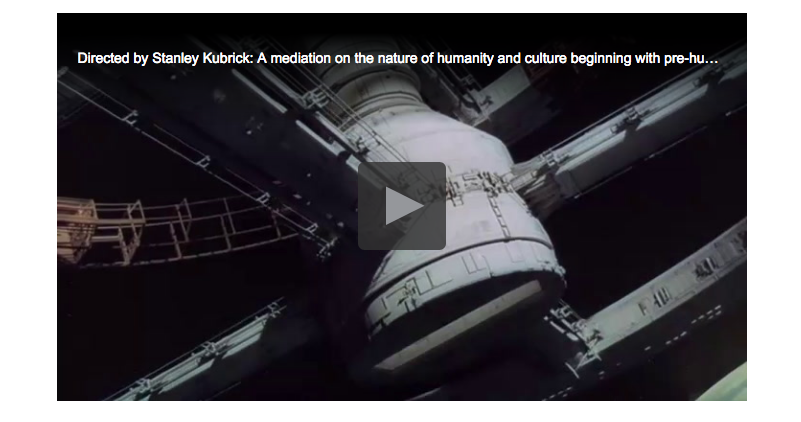 Directed by Stanley Kubrick: A mediation on the nature of humanity and culture beginning with pre-hu…